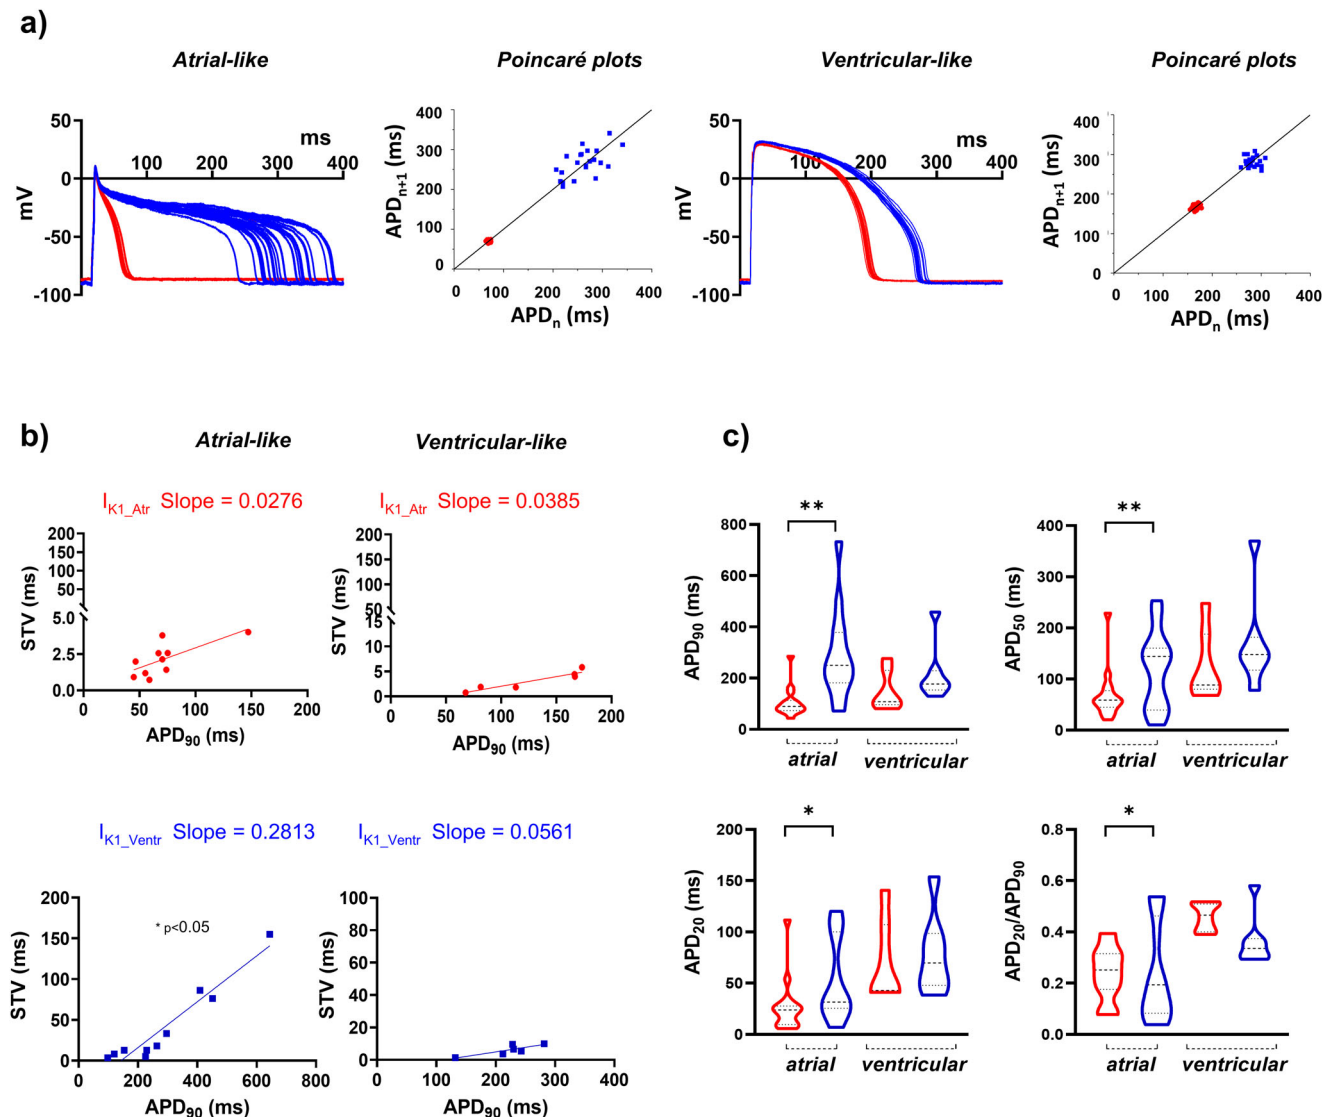 a)
Atrial-like
Poincaré plots
Ventricular-like
Poincaré plots
50
0
-50
-100
mV
ms
100
200
300
400
400
300
200
100
0
APDn+1 (ms)
0
100
200
300
400
APDn (ms)
50
0
-50
-100
mV
ms
100
200
300
400
400
300
200
100
0
APDn+1 (ms)
0
100
200
300
400
APDn (ms)
b)
Atrial-like
Ventricular-like
IK1_Atr Slope = 0.0276
200
150
100
50
5.0
2.5
0.0
STV (ms)
0
50
100
150
200
APD90 (ms)
IK1_Atr Slope = 0.0385
200
150
100
50
15
10
5
0
STV (ms)
0
50
100
150
200
APD90 (ms)
IK1_Ventr Slope = 0.2813
* p<0.05
200
150
100
50
0
STV (ms)
0
200
400
600
800
APD90 (ms)
IK1_Ventr Slope = 0.0561
100
80
60
40
20
0
STV (ms)
0
100
200
300
400
APD90 (ms)
c)
**
800
600
400
200
0
APD90 (ms)
atrial
ventricular
**
400
300
200
100
0
APD50 (ms)
atrial
ventricular
*
200
150
100
50
0
APD20 (ms)
atrial
ventricular
*
0.8
0.6
0.4
0.2
0.0
APD20/APD90
atrial
ventricular